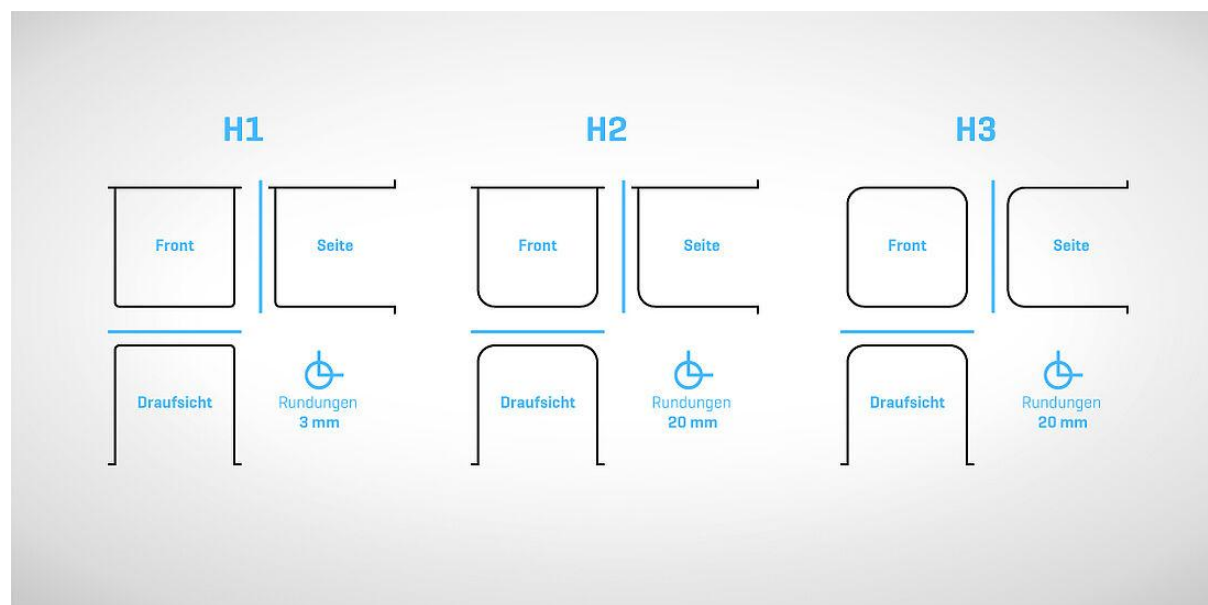 H1
Front
Seite
Draufsicht
Rundungen
3 mm
H2
Front
Seite
Draufsicht
Rundungen
20 mm
H3
Front
Seite
Draufsicht
Rundungen
20 mm